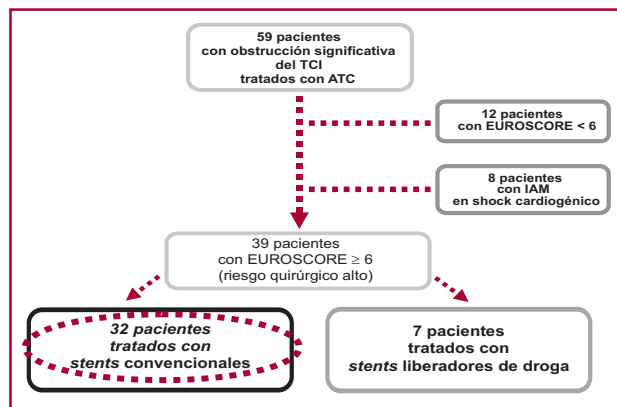 59 pacientes
con obstrucción significativa
del TCI
tratados con ATC
12 pacientes
con EUROSCORE < 6
8 pacientes
con IAM
en shock cardiogénico
39 pacientes
con EUROSCORE ≥ 6
(riesgo quirúrgico alto)
32 pacientes
tratados con
stents convencionales
7 pacientes
tratados con
stents liberadores de droga